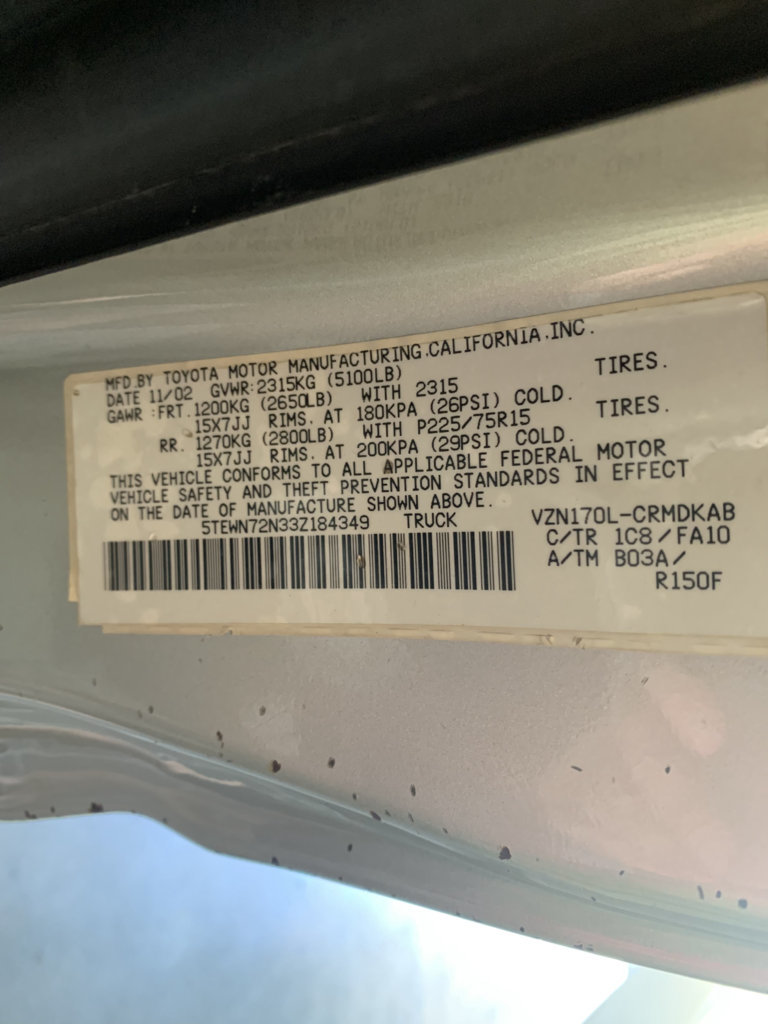 MFD.BY TOYOTA MOTOR MANUFACTURING.CALIFORNIA.INC.
DATE 11/02 GVWR:2315KG (5100LB)
GAWR :FRT.1200KG (2650LB) WITH 2315 TIRES.
15X7JJ RIMS. AT 180KPA (26PSI) COLD.
RR. 1270KG (2800LB) WITH P225/75R15 TIRES.
15X7JJ RIMS. AT 200KPA (29PSI) COLD.
THIS VEHICLE CONFORMS TO ALL APPLICABLE FEDERAL MOTOR
VEHICLE SAFETY AND THEFT PREVENTION STANDARDS IN EFFECT
ON THE DATE OF MANUFACTURE SHOWN ABOVE.
5TEWN72N33Z184349 TRUCK
VZN170L-CRMDKAB
C/TR 1C8/FA10
A/TM B03A/
R150F